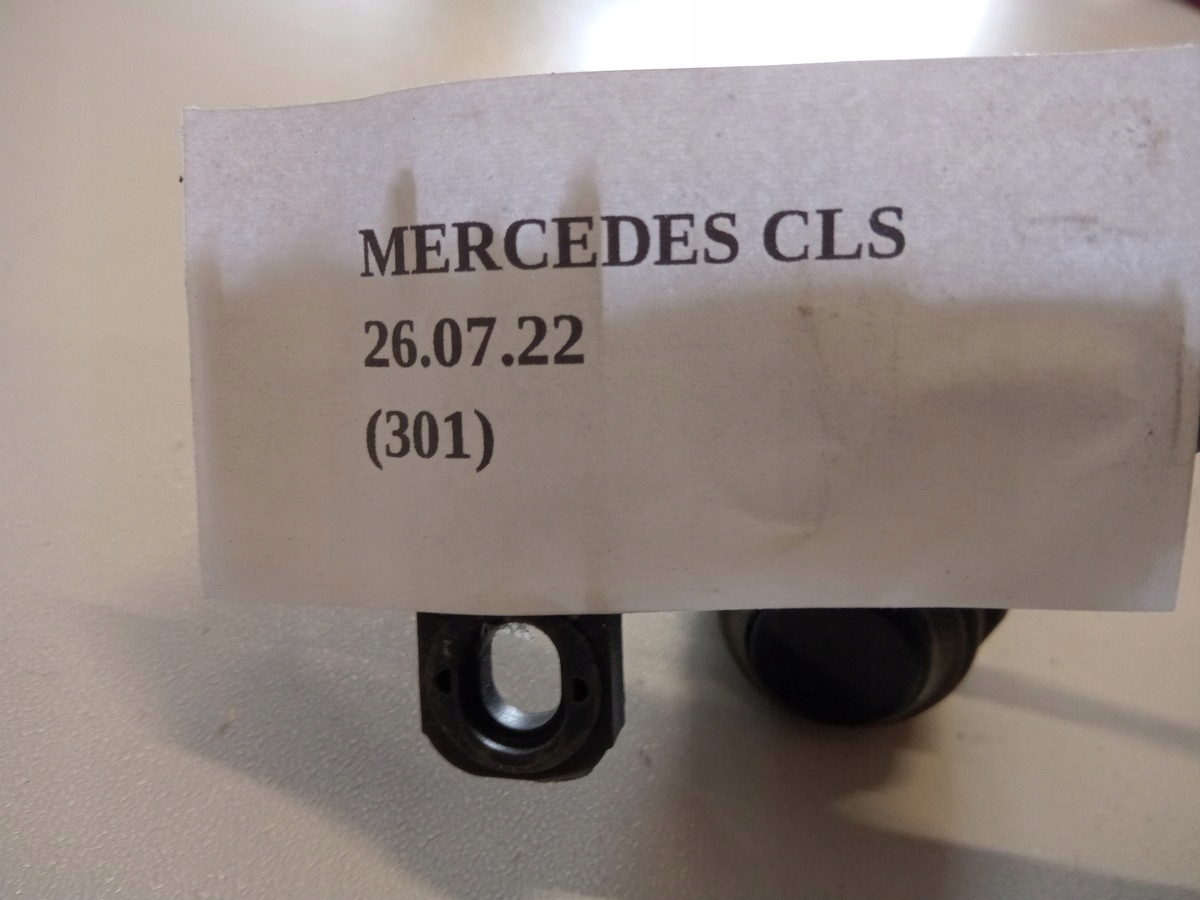 MERCEDES CLS
26.07.22
(301)